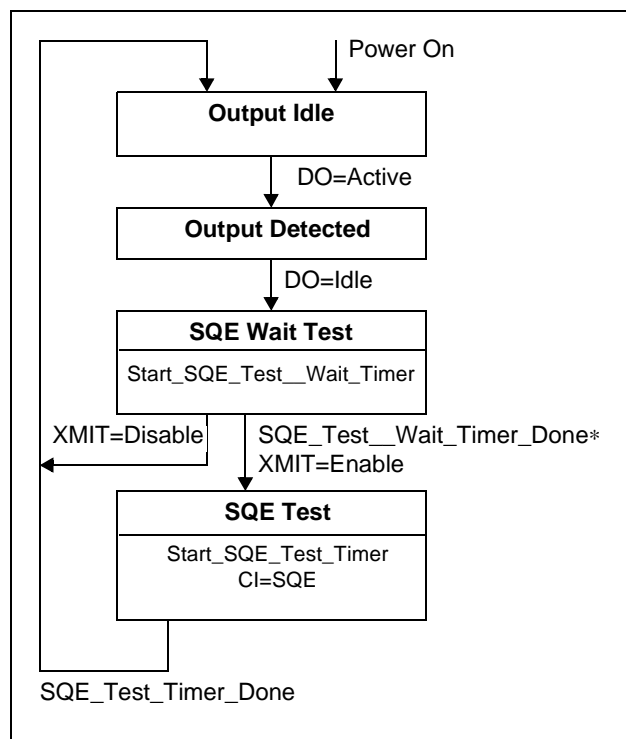 Power On
Output Idle
DO=Active
Output Detected
DO=Idle
SQE Wait Test
Start_SQE_Test__Wait_Timer
XMIT=Disable
SQE_Test__Wait_Timer_Done*
XMIT=Enable
SQE Test
Start_SQE_Test_Timer
CI=SQE
SQE_Test_Timer_Done